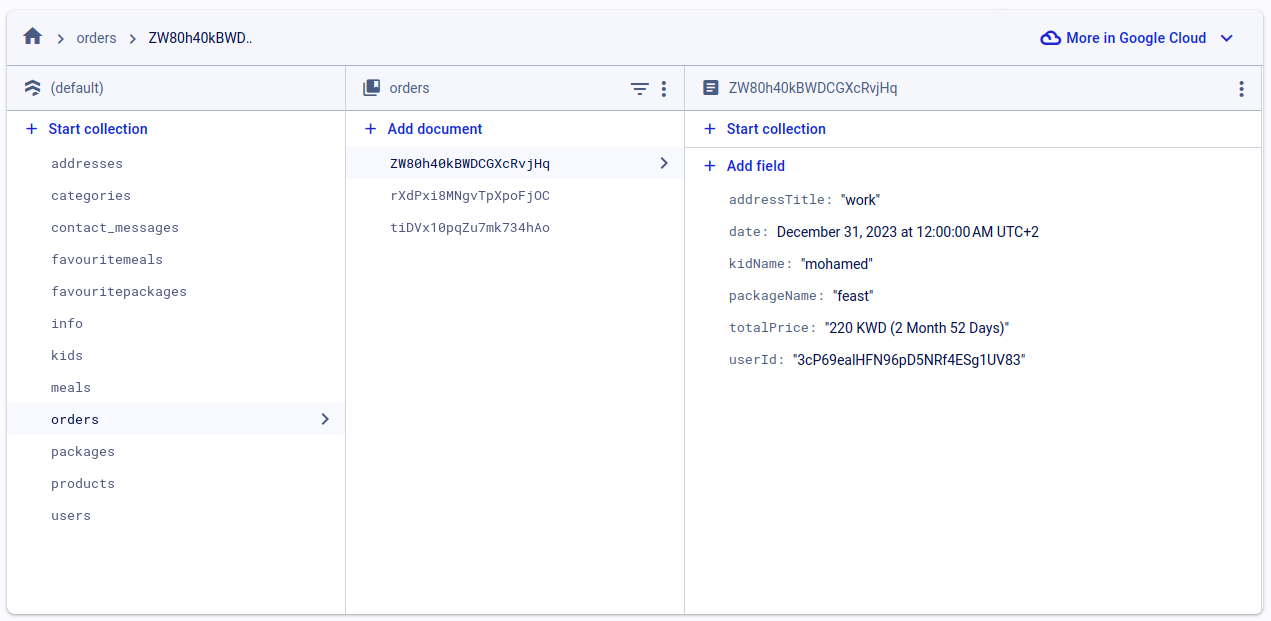 orders ZW80h40kBWD.. More in Google Cloud
(default)
Start collection
addresses
categories
contact_messages
favouritemeals
favouritepackages
info
kids
meals
orders
packages
products
users
orders
Add document
ZW80h40kBWDCGXcRvjHq
rXdPxi8MNgvTpXpoFjOC
tiDVx10pqZu7mk734hAo
ZW80h40kBWDCGXcRvjHq
Start collection
Add field
addressTitle: "work"
date: December 31, 2023 at 12:00:00 AM UTC+2
kidName: "mohamed"
packageName: "feast"
totalPrice: "220 KWD (2 Month 52 Days)"
userId: "3cP69ealHFN96pD5NRf4ESg1UV83"